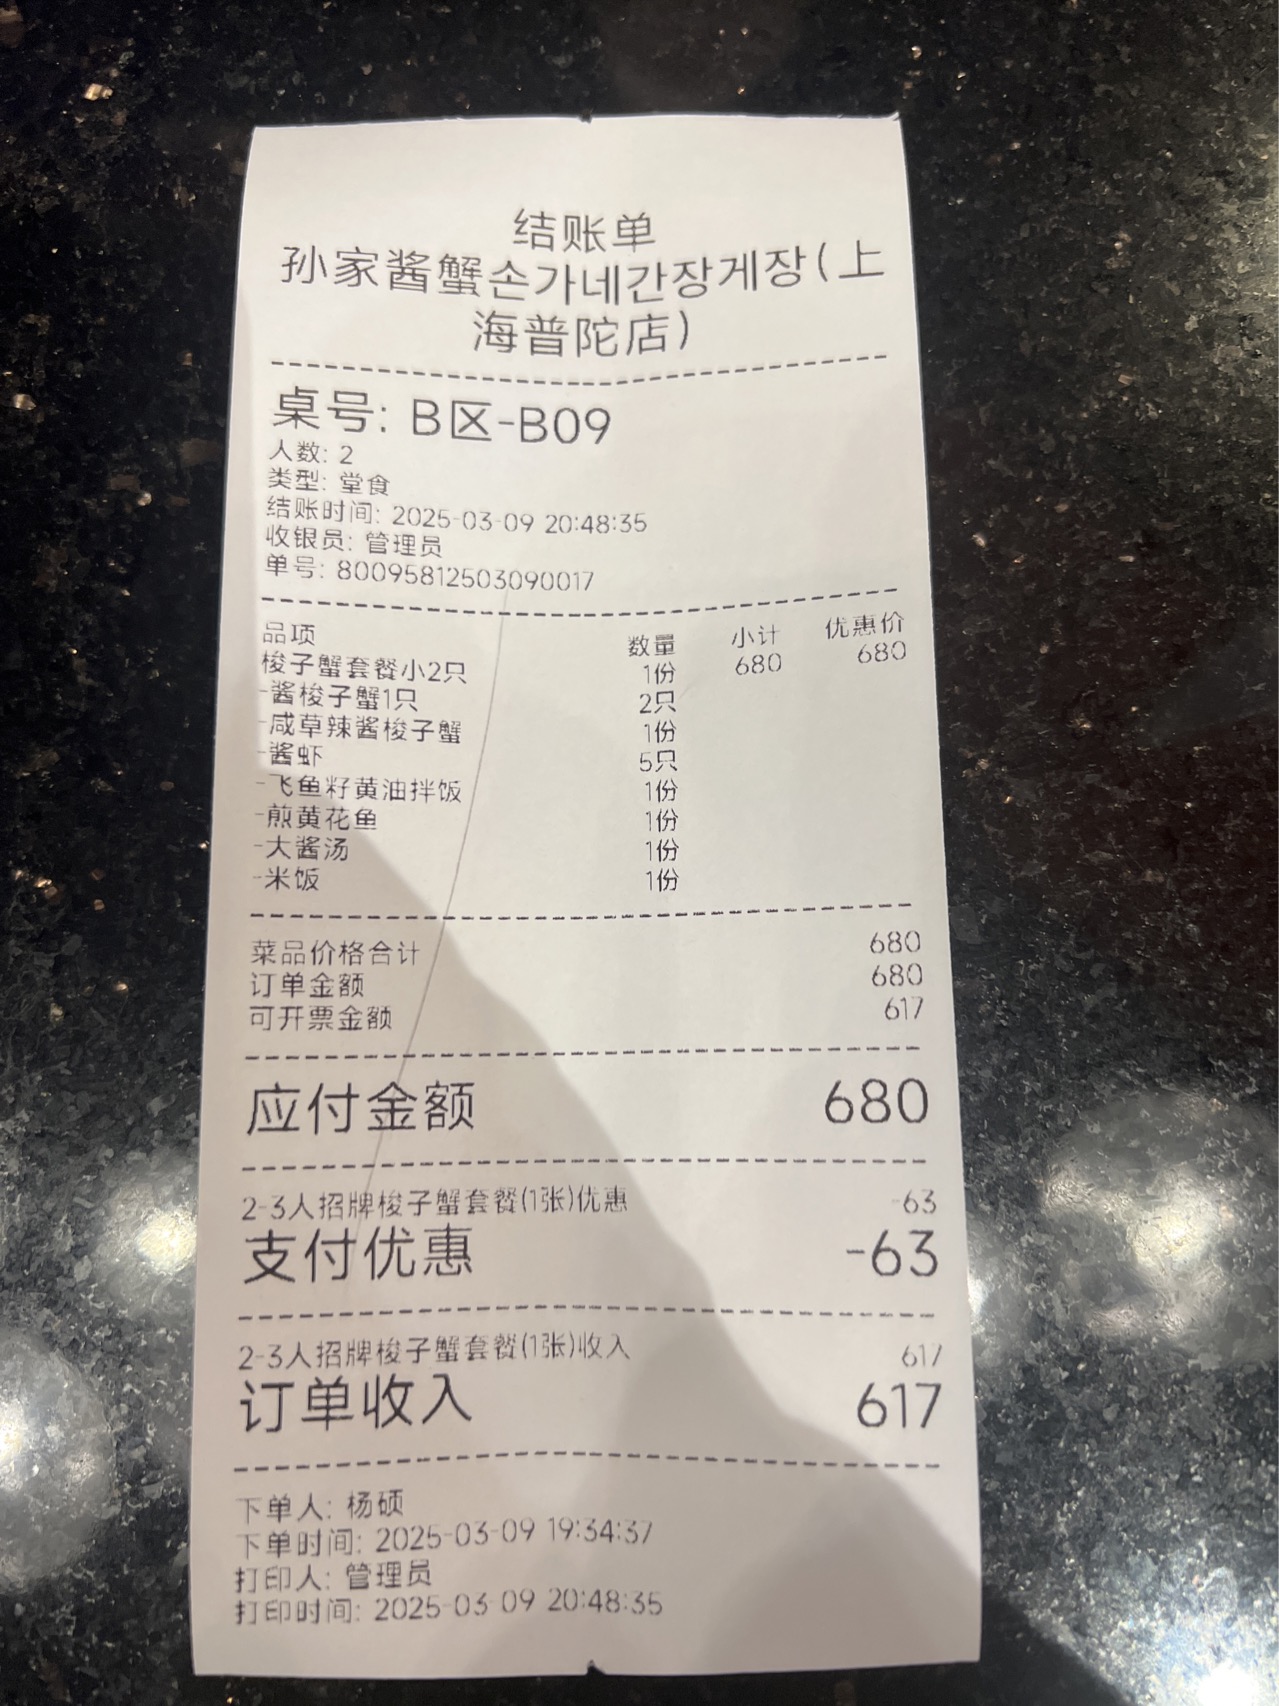 结账单
孙家酱蟹손가네간장게장(上
海普陀店)
桌号: B区-B09
人数: 2
类型: 堂食
结账时间: 2025-03-09 20:48:35
收银员: 管理员
单号: 80095812503090017
品项 数量 小计 优惠价
梭子蟹套餐小2只 1份 680 680
-酱梭子蟹1只 2只
-咸草辣酱梭子蟹 1份
-酱虾 5只
-飞鱼籽黄油拌饭 1份
-煎黄花鱼 1份
-大酱汤 1份
-米饭 1份
菜品价格合计 680
订单金额 680
可开票金额 617
应付金额 680
2-3人招牌梭子蟹套餐(1张)优惠 -63
支付优惠 -63
2-3人招牌梭子蟹套餐(1张)收入 617
订单收入 617
下单人: 杨硕
下单时间: 2025-03-09 19:34:37
打印人: 管理员
打印时间: 2025-03-09 20:48:35